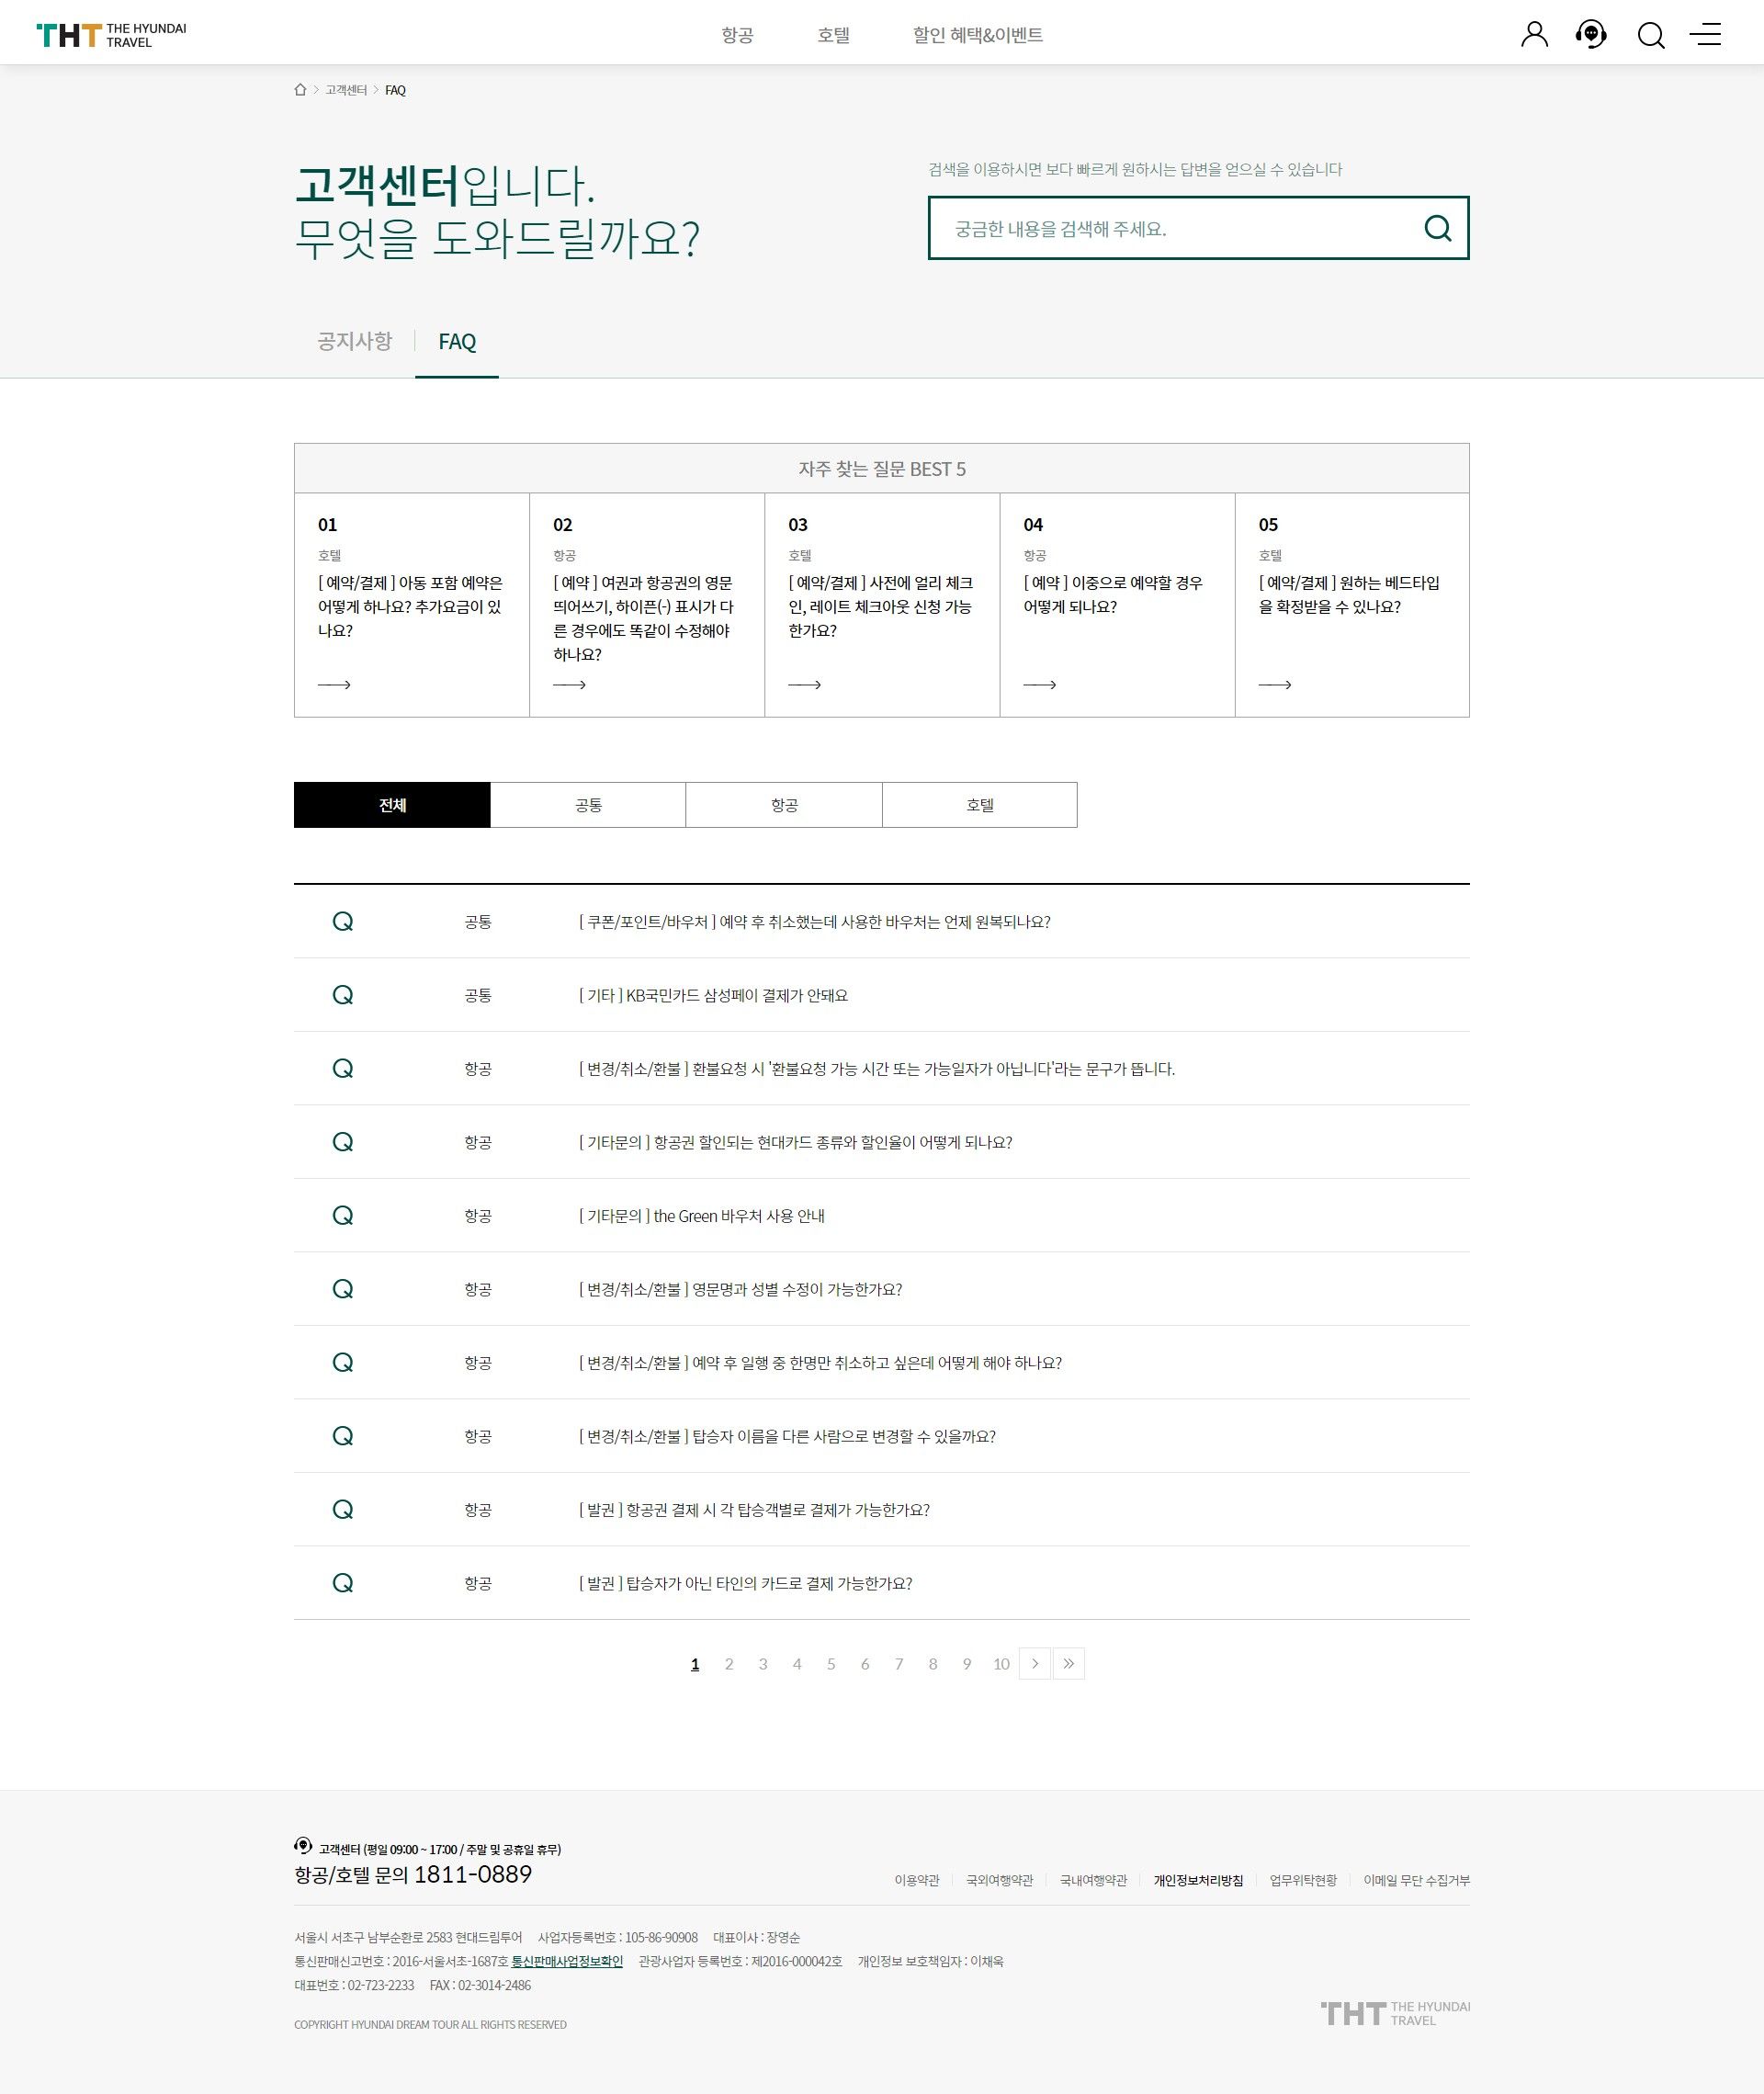 THT THE HYUNDAI
TRAVEL
항공
호텔
할인 혜택&이벤트
고객센터
FAQ
고객센터입니다.
무엇을 도와드릴까요?
검색을 이용하시면 보다 빠르게 원하시는 답변을 얻으실 수 있습니다
궁금한 내용을 검색해 주세요.
공지사항
FAQ
자주 찾는 질문 BEST 5
01
호텔
[ 예약/결제 ] 아동 포함 예약은
어떻게 하나요? 추가요금이 있
나요?
02
항공
[ 예약 ] 여권과 항공권의 영문
띄어쓰기, 하이픈(-) 표시가 다
른 경우에도 똑같이 수정해야
하나요?
03
호텔
[ 예약/결제 ] 사전에 얼리 체크
인, 레이트 체크아웃 신청 가능
한가요?
04
항공
[ 예약 ] 이중으로 예약할 경우
어떻게 되나요?
05
호텔
[ 예약/결제 ] 원하는 베드타입
을 확정받을 수 있나요?
전체
공통
항공
호텔
Q 공통 [ 쿠폰/포인트/바우처 ] 예약 후 취소했는데 사용한 바우처는 언제 원복되나요?
Q 공통 [ 기타 ] KB국민카드 삼성페이 결제가 안돼요
Q 항공 [ 변경/취소/환불 ] 환불요청 시 '환불요청 가능 시간 또는 가능일자가 아닙니다'라는 문구가 뜹니다.
Q 항공 [ 기타문의 ] 항공권 할인되는 현대카드 종류와 할인율이 어떻게 되나요?
Q 항공 [ 기타문의 ] the Green 바우처 사용 안내
Q 항공 [ 변경/취소/환불 ] 영문명과 성별 수정이 가능한가요?
Q 항공 [ 변경/취소/환불 ] 예약 후 일행 중 한명만 취소하고 싶은데 어떻게 해야 하나요?
Q 항공 [ 변경/취소/환불 ] 탑승자 이름을 다른 사람으로 변경할 수 있을까요?
Q 항공 [ 발권 ] 항공권 결제 시 각 탑승객별로 결제가 가능한가요?
Q 항공 [ 발권 ] 탑승자가 아닌 타인의 카드로 결제 가능한가요?
1 2 3 4 5 6 7 8 9 10
고객센터 (평일 09:00 ~ 17:00 / 주말 및 공휴일 휴무)
항공/호텔 문의 1811-0889
이용약관 국외여행약관 국내여행약관 개인정보처리방침 업무위탁현황 이메일 무단 수집거부
서울시 서초구 남부순환로 2583 현대드림투어 사업자등록번호 : 105-86-90908 대표이사 : 장영순
통신판매신고번호 : 2016-서울서초-1687호 통신판매사업정보확인 관광사업자 등록번호 : 제2016-000042호 개인정보 보호책임자 : 이채욱
대표번호 : 02-723-2233 FAX : 02-3014-2486
COPYRIGHT HYUNDAI DREAM TOUR ALL RIGHTS RESERVED
THT THE HYUNDAI
TRAVEL